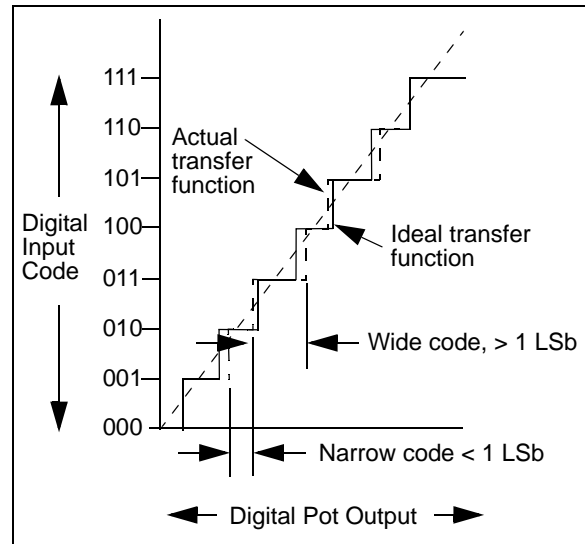 111
110
Actual
transfer
function
101
Digital
Input
Code
100
Ideal transfer
function
011
010
Wide code, > 1 LSb
001
000
Narrow code < 1 LSb
Digital Pot Output